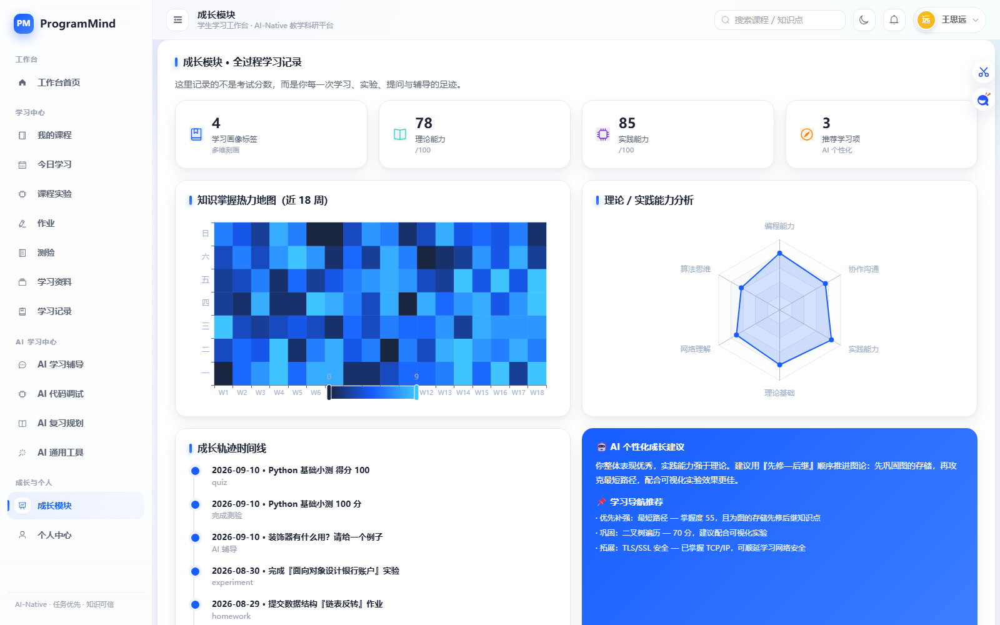 PM ProgramMind
工作台
工作台首页
学习中心
我的课程
今日学习
课程实验
作业
测验
学习资料
学习记录
AI 学习中心
AI 学习辅导
AI 代码调试
AI 复习规划
AI 通用工具
成长与个人
成长模块
个人中心
AI-Native · 任务优先 · 知识可信
成长模块
学生学习工作台 · AI-Native 教学科研平台
搜索课程 / 知识点
远 王思远
成长模块 • 全过程学习记录
这里记录的不是考试分数，而是你每一次学习、实验、提问与辅导的足迹。
4
学习画像标签
多维刻画
78
理论能力
/100
85
实践能力
/100
3
推荐学习项
AI 个性化
知识掌握热力地图（近 18 周）
日
六
五
四
三
二
一
0 9
W1 W2 W3 W4 W5 W6 W12 W13 W14 W15 W16 W17 W18
理论 / 实践能力分析
编程能力
算法思维 协作沟通
网络理解 实践能力
理论基础
成长轨迹时间线
2026-09-10 • Python 基础小测 得分 100
quiz
2026-09-10 • Python 基础小测 100 分
完成测验
2026-09-10 • 装饰器有什么用？请给一个例子
AI 辅导
2026-08-30 • 完成『面向对象设计银行账户』实验
experiment
2026-08-29 • 提交数据结构『链表反转』作业
homework
AI 个性化成长建议
你整体表现优秀，实践能力强于理论。建议用『先修—后继』顺序推进图论：先巩固图的存储，再攻
克最短路径，配合可视化实验效果更佳。
学习导航推荐
· 优先补强：最短路径 — 掌握度 55，且为图的存储先修后继知识点
· 巩固：二叉树遍历 — 70 分，建议配合可视化实验
· 拓展：TLS/SSL 安全 — 已掌握 TCP/IP，可顺延学习网络安全